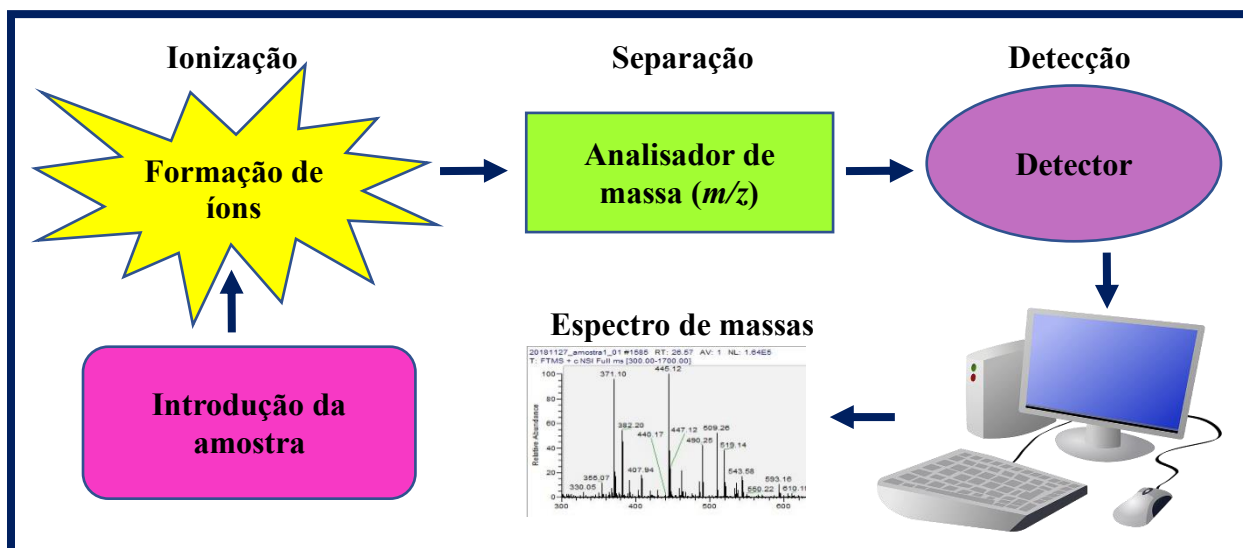 Ionização
Separação
Detecção
Formação de
íons
Analisador de
massa (m/z)
Detector
Introdução da
amostra
Espectro de massas
20181127_amostra1_01 #1585 RT: 26.57 AV: 1 NL: 1.64E5
T: FTMS + c NSI Full ms [300.00-1700.00]
Relative Abundance
100
80
60
40
20
0
371.10
445.12
382.20
440.17
447.12
509.26
490.25
519.14
407.94
543.58
593.16
330.05
550.22
300
400
500
600